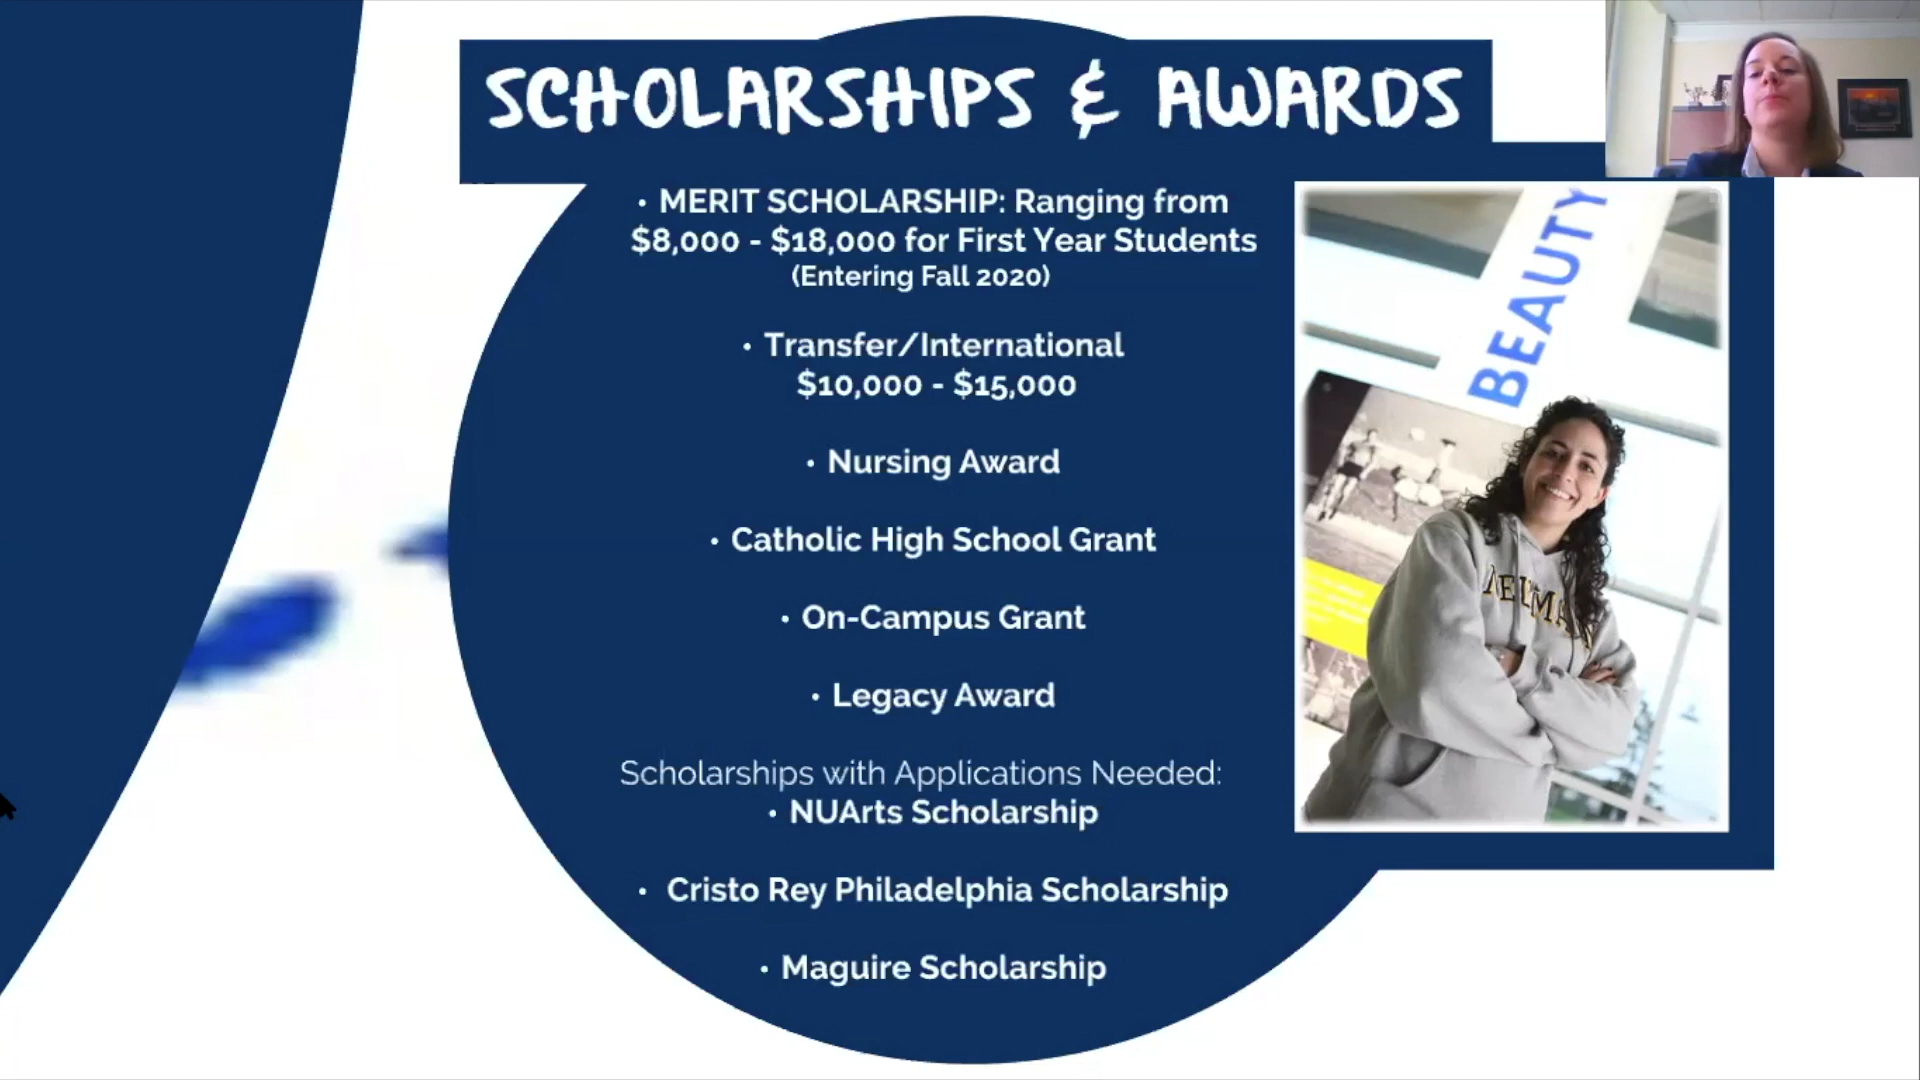 SCHOLARSHIPS & AWARDS
• MERIT SCHOLARSHIP: Ranging from
$8,000 - $18,000 for First Year Students
(Entering Fall 2020)
• Transfer/International
$10,000 - $15,000
• Nursing Award
• Catholic High School Grant
• On-Campus Grant
• Legacy Award
Scholarships with Applications Needed:
• NUArts Scholarship
• Cristo Rey Philadelphia Scholarship
• Maguire Scholarship
BEAUTY
NEUMANN